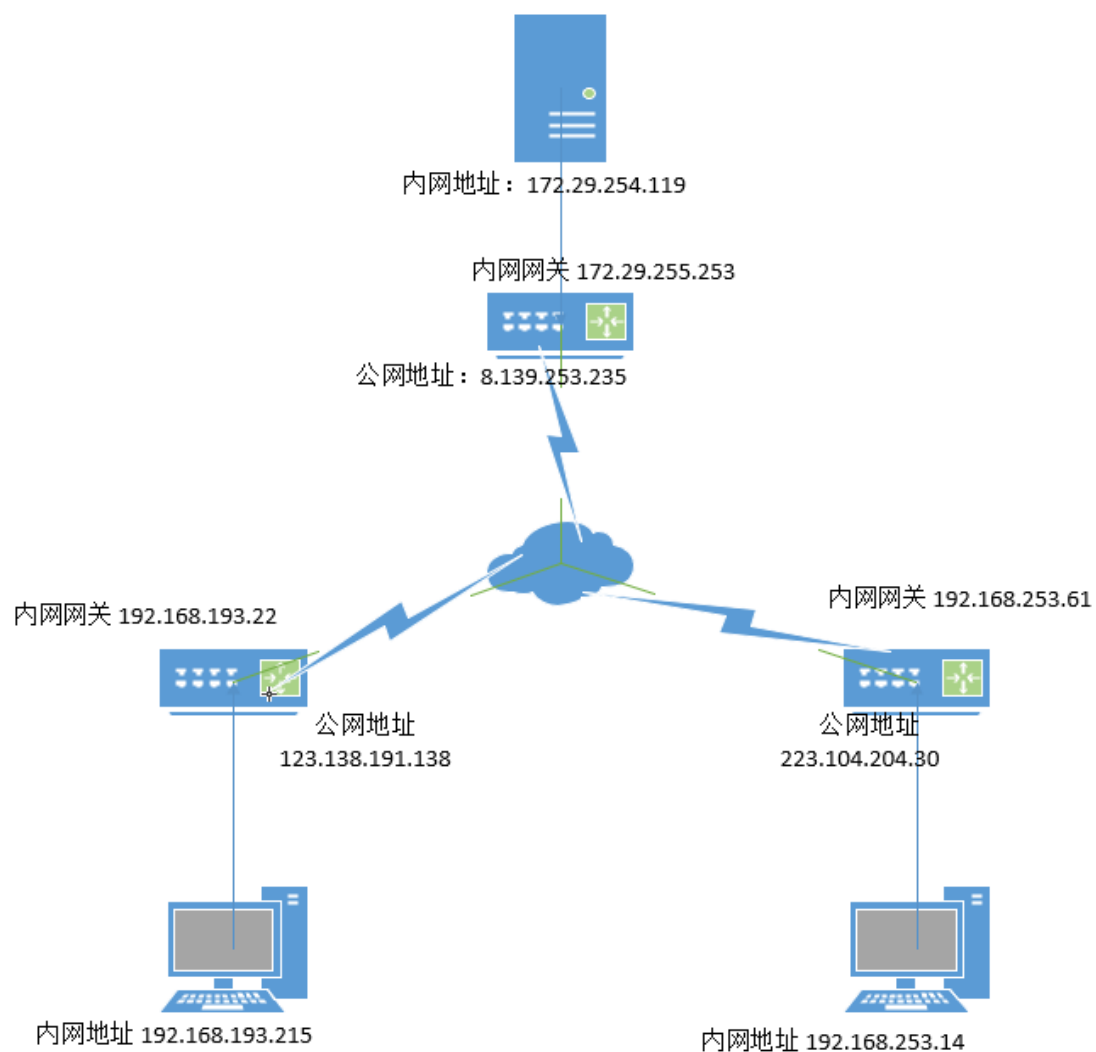 内网地址：172.29.254.119
内网网关 172.29.255.253
公网地址：8.139.253.235
内网网关 192.168.193.22
内网网关 192.168.253.61
公网地址
123.138.191.138
公网地址
223.104.204.30
内网地址 192.168.193.215
内网地址 192.168.253.14